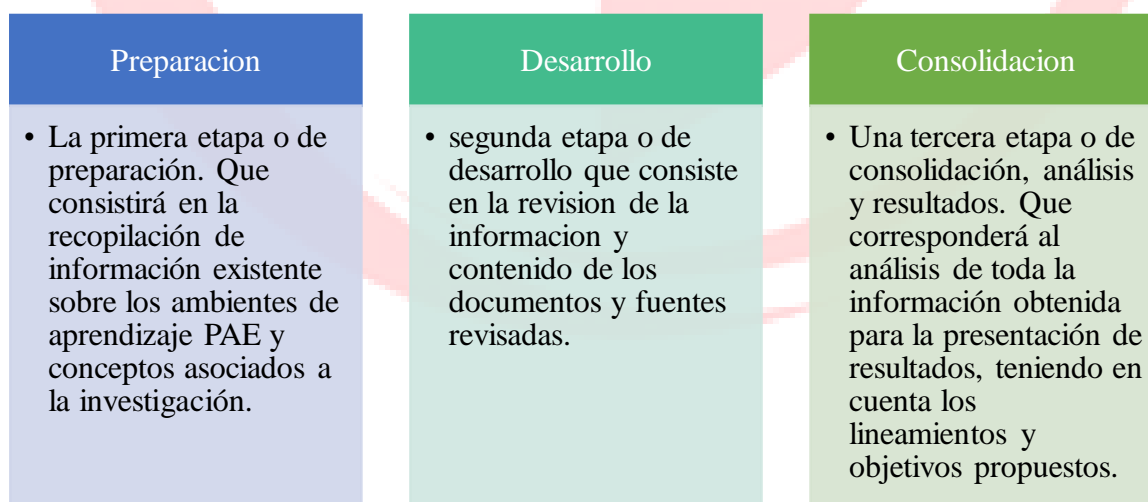 Preparacion
• La primera etapa o de
preparación. Que
consistirá en la
recopilación de
información existente
sobre los ambientes de
aprendizaje PAE y
conceptos asociados a
la investigación.
Desarrollo
• segunda etapa o de
desarrollo que consiste
en la revision de la
informacion y
contenido de los
documentos y fuentes
revisadas.
Consolidacion
• Una tercera etapa o de
consolidación, análisis
y resultados. Que
corresponderá al
análisis de toda la
información obtenida
para la presentación de
resultados, teniendo en
cuenta los
lineamientos y
objetivos propuestos.